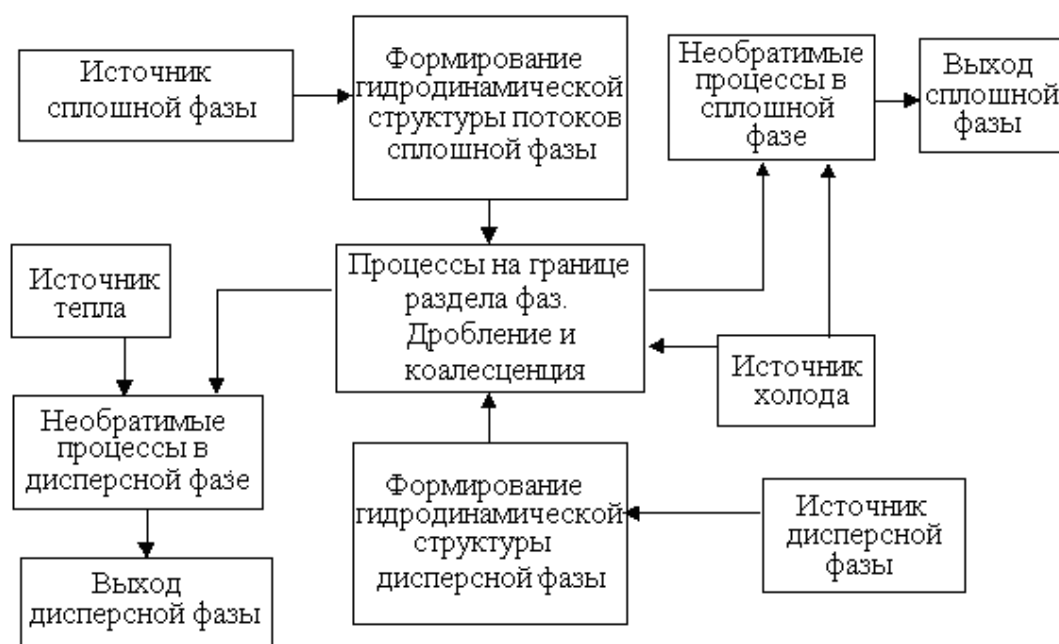 Источник
сплошной фазы
Формирование
гидродинамической
структуры потоков
сплошной фазы
Необратимые
процессы в
сплошной
фазе
Выход
сплошной
фазы
Источник
тепла
Процессы на границе
раздела фаз.
Дробление и
коалесценция
Источник
холода
Необратимые
процессы в
дисперсной фазе
Формирование
гидродинамической
структуры
дисперсной фазы
Источник
дисперсной
фазы
Выход
дисперсной фазы